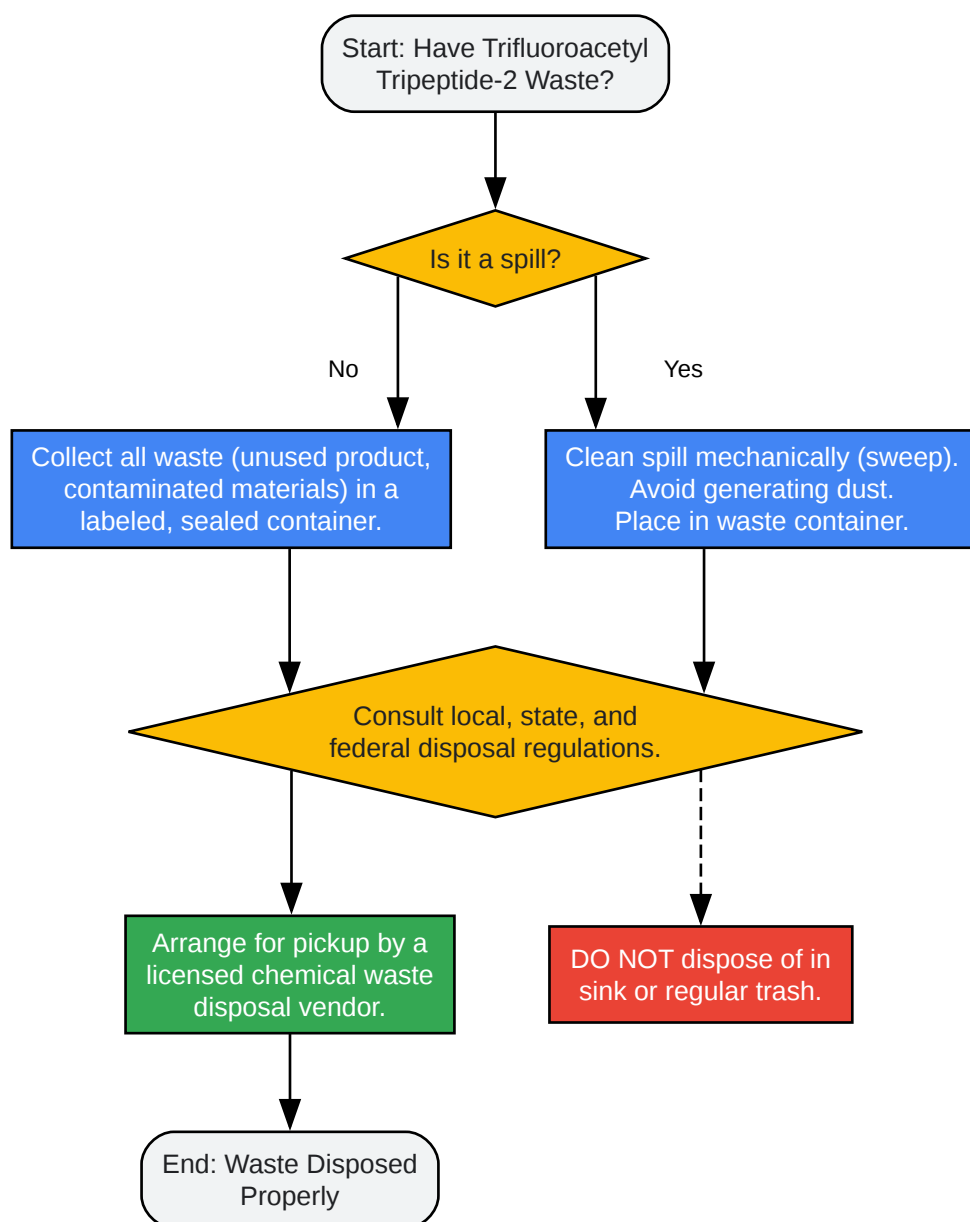 Start: Have Trifluoroacetyl
Tripeptide-2 Waste?
Is it a spill?
No
Yes
Collect all waste (unused product,
contaminated materials) in a
labeled, sealed container.
Clean spill mechanically (sweep).
Avoid generating dust.
Place in waste container.
Consult local, state, and
federal disposal regulations.
Arrange for pickup by a
licensed chemical waste
disposal vendor.
DO NOT dispose of in
sink or regular trash.
End: Waste Disposed
Properly